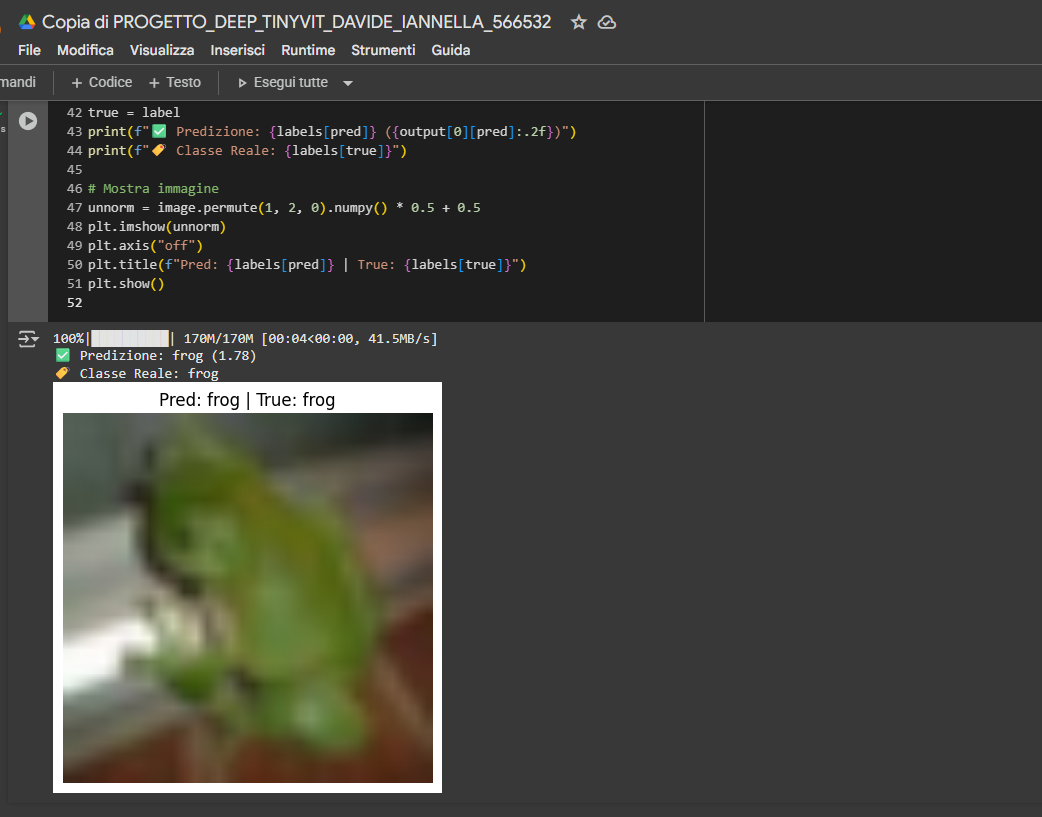 Copia di PROGETTO_DEEP_TINYVIT_DAVIDE_IANNELLA_566532
File Modifica Visualizza Inserisci Runtime Strumenti Guida
mandi + Codice + Testo Esegui tutte
s
42 true = label
43 print(f"✅ Predizione: {labels[pred]} ({output[0][pred]:.2f})")
44 print(f"🏷️ Classe Reale: {labels[true]}")
45
46 # Mostra immagine
47 unnorm = image.permute(1, 2, 0).numpy() * 0.5 + 0.5
48 plt.imshow(unnorm)
49 plt.axis("off")
50 plt.title(f"Pred: {labels[pred]} | True: {labels[true]}")
51 plt.show()
52
100%|██████████| 170M/170M [00:04<00:00, 41.5MB/s]
✅ Predizione: frog (1.78)
🏷️ Classe Reale: frog
Pred: frog | True: frog